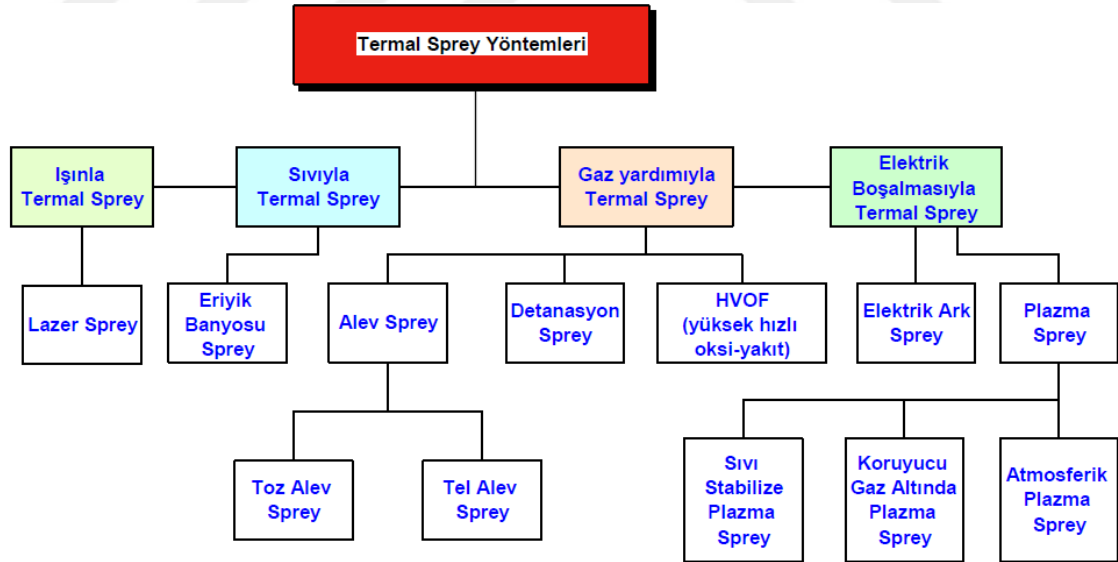 Termal Sprey Yöntemleri
Işınla
Termal Sprey
Sıvıyla
Termal Sprey
Gaz yardımıyla
Termal Sprey
Elektrik
Boşalmasıyla
Termal Sprey
Lazer Sprey
Eriyik
Banyosu
Sprey
Alev Sprey
Detanasyon
Sprey
HVOF
(yüksek hızlı
oksi-yakıt)
Elektrik Ark
Sprey
Plazma
Sprey
Toz Alev
Sprey
Tel Alev
Sprey
Sıvı
Stabilize
Plazma
Sprey
Koruyucu
Gaz Altında
Plazma
Sprey
Atmosferik
Plazma
Sprey